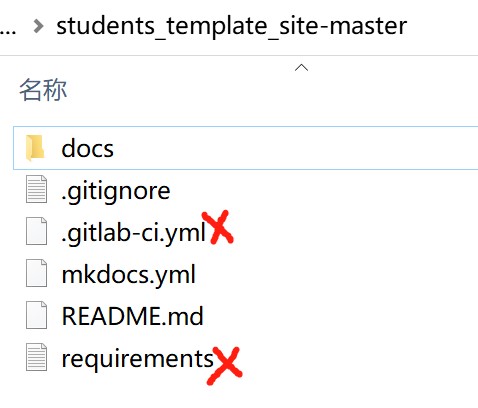 ... > students_template_site-master
名称
docs
.gitignore
.gitlab-ci.yml
mkdocs.yml
README.md
requirements